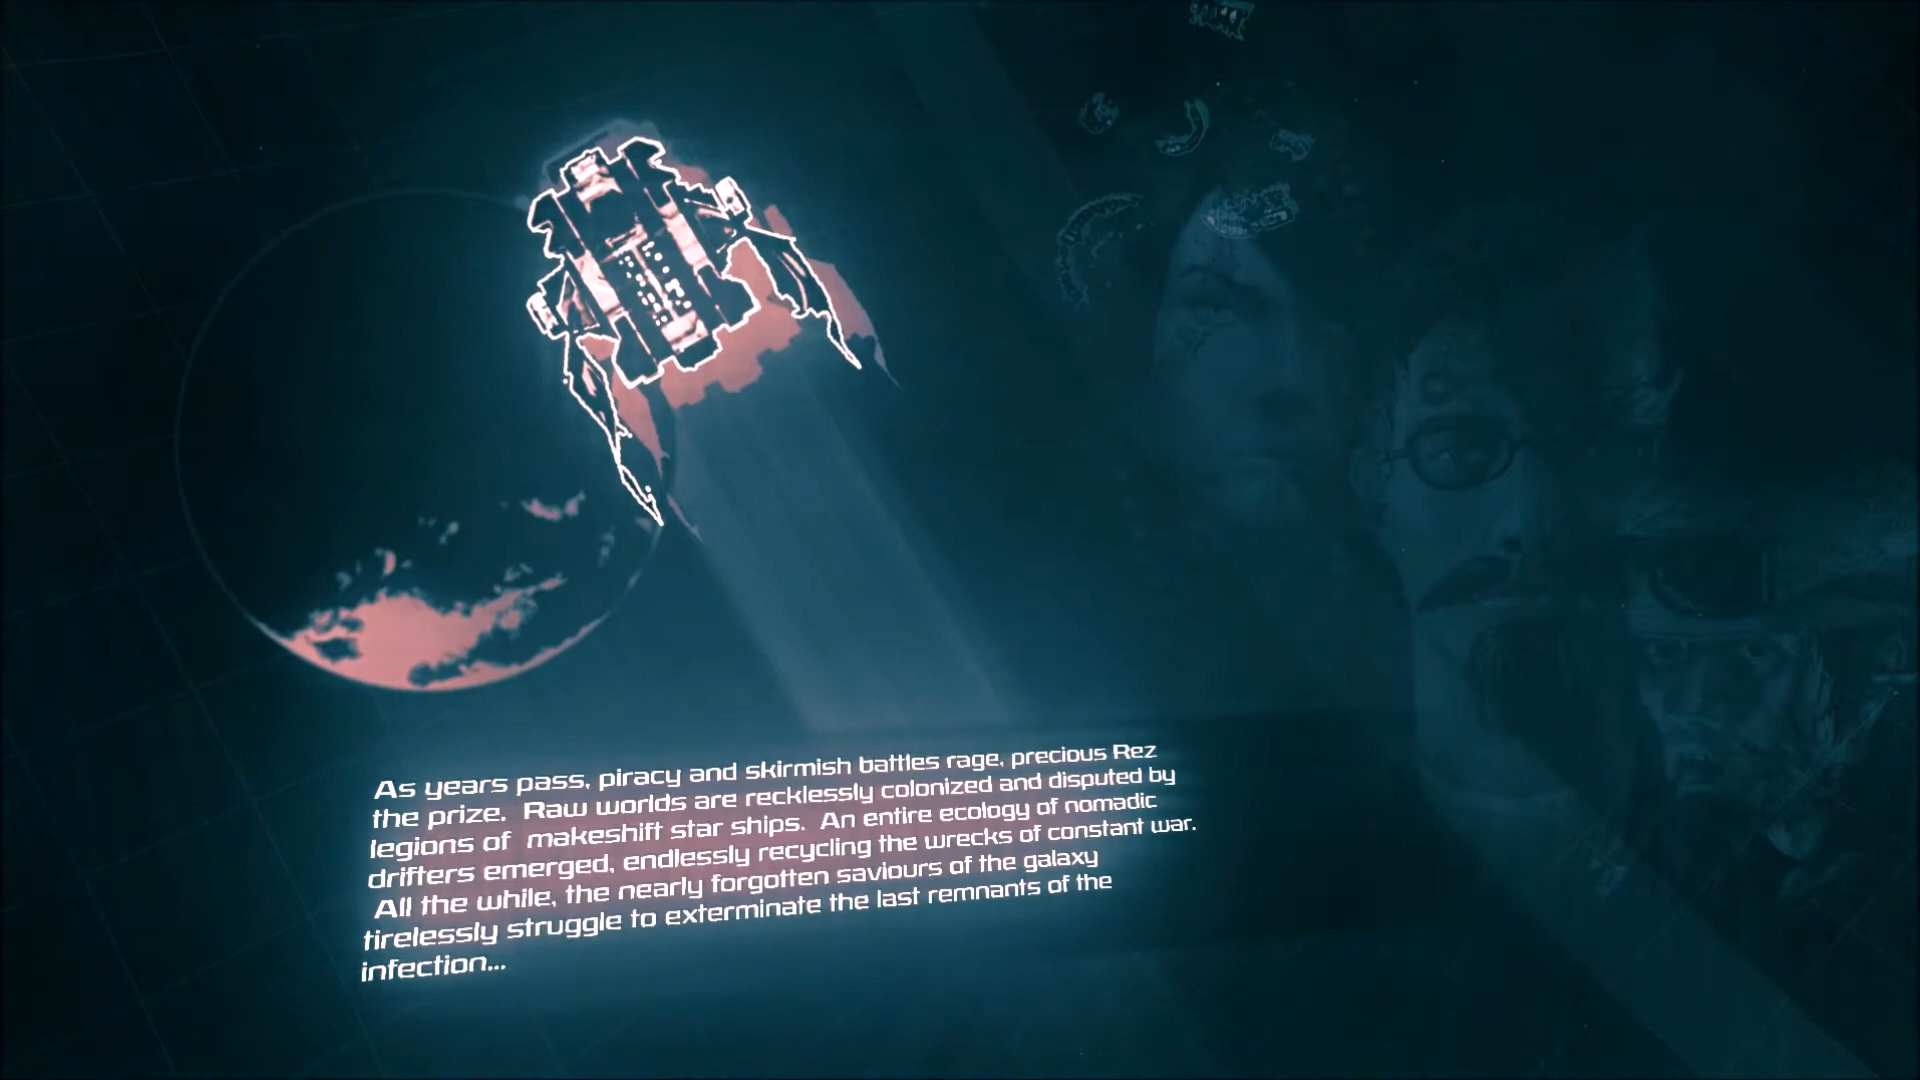 As years pass, piracy and skirmish battles rage, precious Rez
the prize.  Raw worlds are recklessly colonized and disputed by
legions of  makeshift star ships.  An entire ecology of nomadic
drifters emerged, endlessly recycling the wrecks of constant war.
All the while, the nearly forgotten saviours of the galaxy
tirelessly struggle to exterminate the last remnants of the
infection...